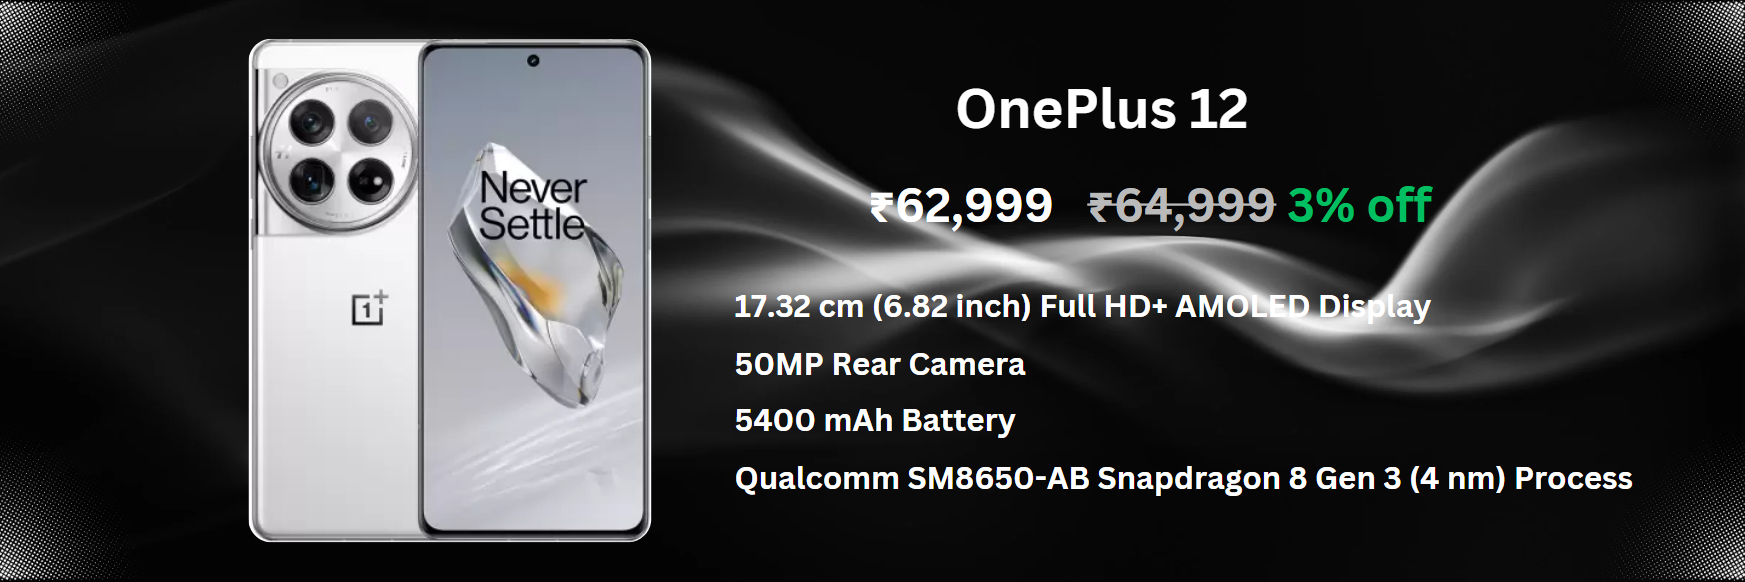 Never
Settle
OnePlus 12
₹62,999 ₹64,999 3% off
17.32 cm (6.82 inch) Full HD+ AMOLED Display
50MP Rear Camera
5400 mAh Battery
Qualcomm SM8650-AB Snapdragon 8 Gen 3 (4 nm) Process